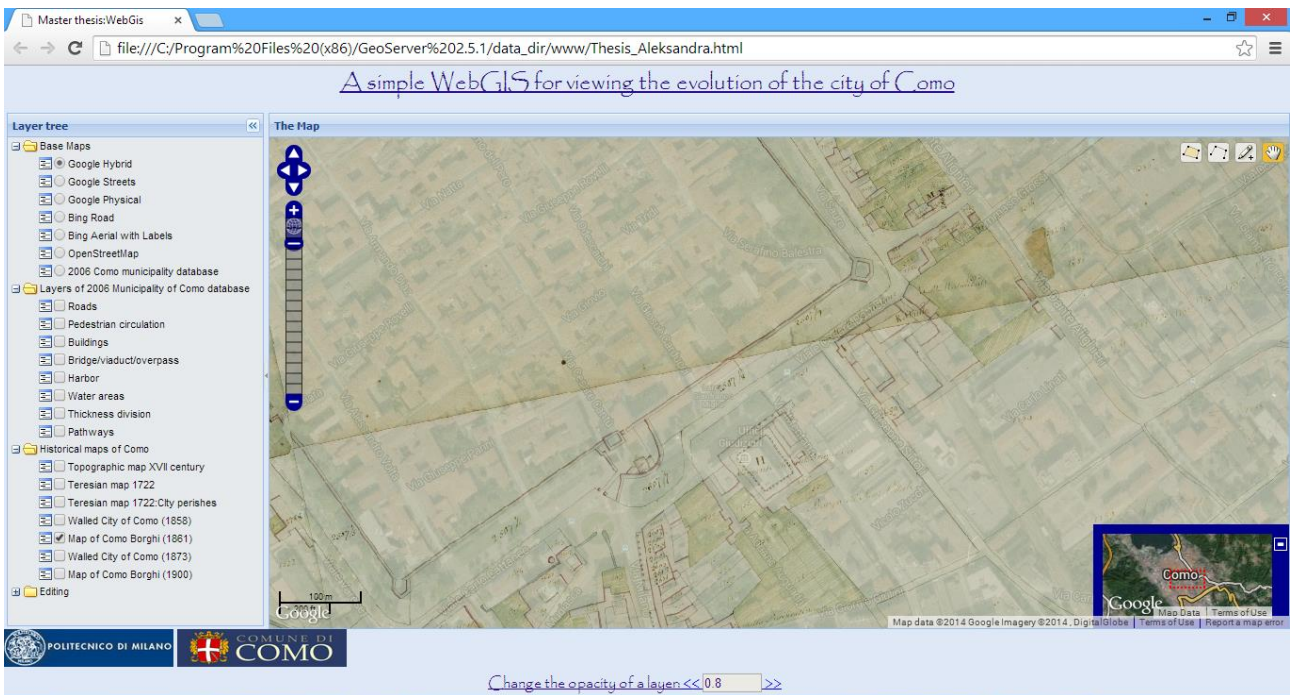 Master thesis:WebGis
file:///C:/Program%20Files%20(x86)/GeoServer%202.5.1/data_dir/www/Thesis_Aleksandra.html
A simple WebGIS for viewing the evolution of the city of Como
Layer tree
Base Maps
Google Hybrid
Google Streets
Google Physical
Bing Road
Bing Aerial with Labels
OpenStreetMap
2006 Como municipality database
Layers of 2006 Municipality of Como database
Roads
Pedestrian circulation
Buildings
Bridge/viaduct/overpass
Harbor
Water areas
Thickness division
Pathways
Historical maps of Como
Topographic map XVII century
Teresian map 1722
Teresian map 1722:City perishes
Walled City of Como (1858)
Map of Como Borghi (1861)
Walled City of Como (1873)
Map of Como Borghi (1900)
Editing
The Map
100 m
Google
Como
Google
Map Data Terms of Use
Map data ©2014 Google Imagery ©2014 , DigitalGlobe Terms of Use Report a map error
POLITECNICO DI MILANO
COMUNE DI
COMO
Change the opacity of a layer: << 0.8 >>